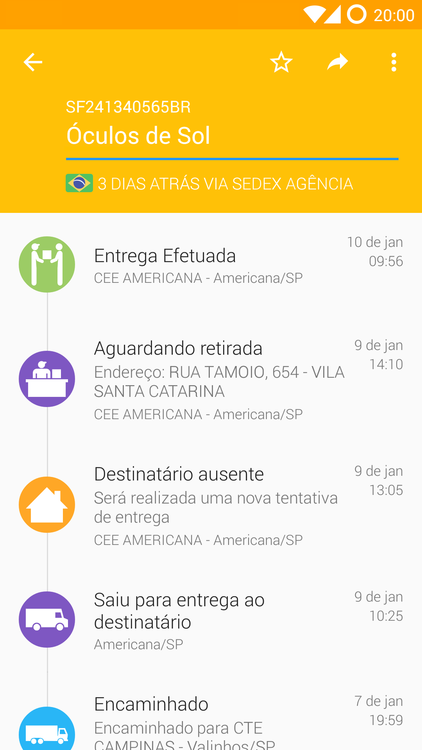 20:00
SF241340565BR
Óculos de Sol
3 DIAS ATRÁS VIA SEDEX AGÊNCIA
10 de jan
Entrega Efetuada
09:56
CEE AMERICANA - Americana/SP
9 de jan
Aguardando retirada
14:10
Endereço: RUA TAMOIO, 654 - VILA
SANTA CATARINA
CEE AMERICANA - Americana/SP
9 de jan
Destinatário ausente
13:05
Será realizada uma nova tentativa
de entrega
CEE AMERICANA - Americana/SP
9 de jan
Saiu para entrega ao
10:25
destinatário
Americana/SP
7 de jan
Encaminhado
19:59
Encaminhado para CTE
CAMPINAS - Valinhos/SP